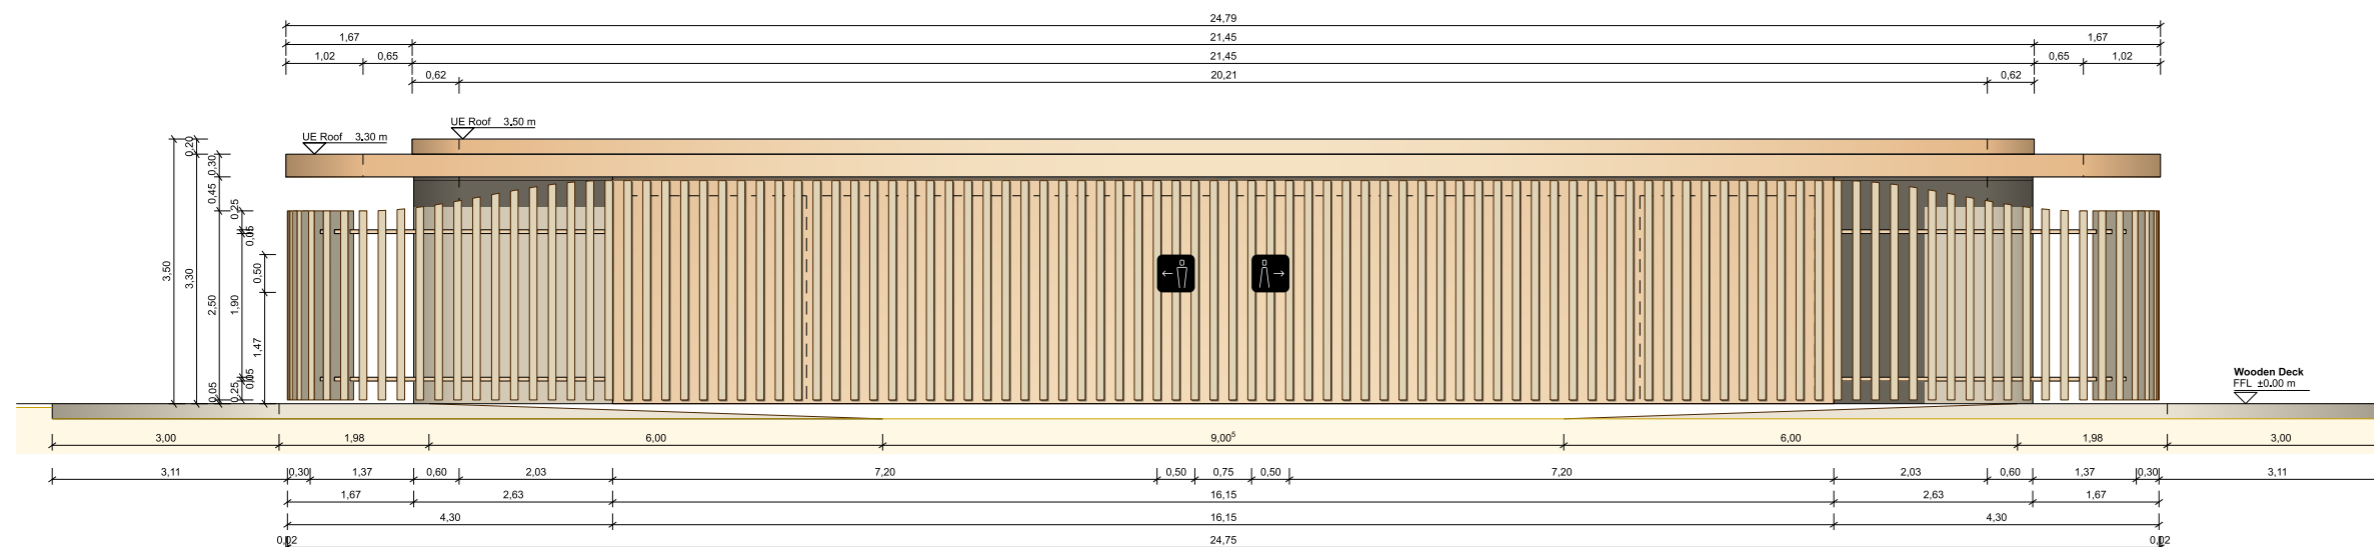 24,79
1,67 21,45 1,67
1,02 0,65 21,45 0,65 1,02
0,62 20,21 0,62
UE Roof 3.50 m
UE Roof 3.30 m
0,20
0,30
0,45
0,25
0,05
3,50
3,30
0,50
2,50
1,90
1,47
0,05
0,25
0,05
← →
Wooden Deck
FFL ±0.00 m
3,00 1,98 6,00 9,00⁵ 6,00 1,98 3,00
3,11 0,30 1,37 0,60 2,03 7,20 0,50 0,75 0,50 7,20 2,03 0,60 1,37 0,30 3,11
1,67 2,63 16,15 2,63 1,67
4,30 16,15 4,30
0,02 24,75 0,02